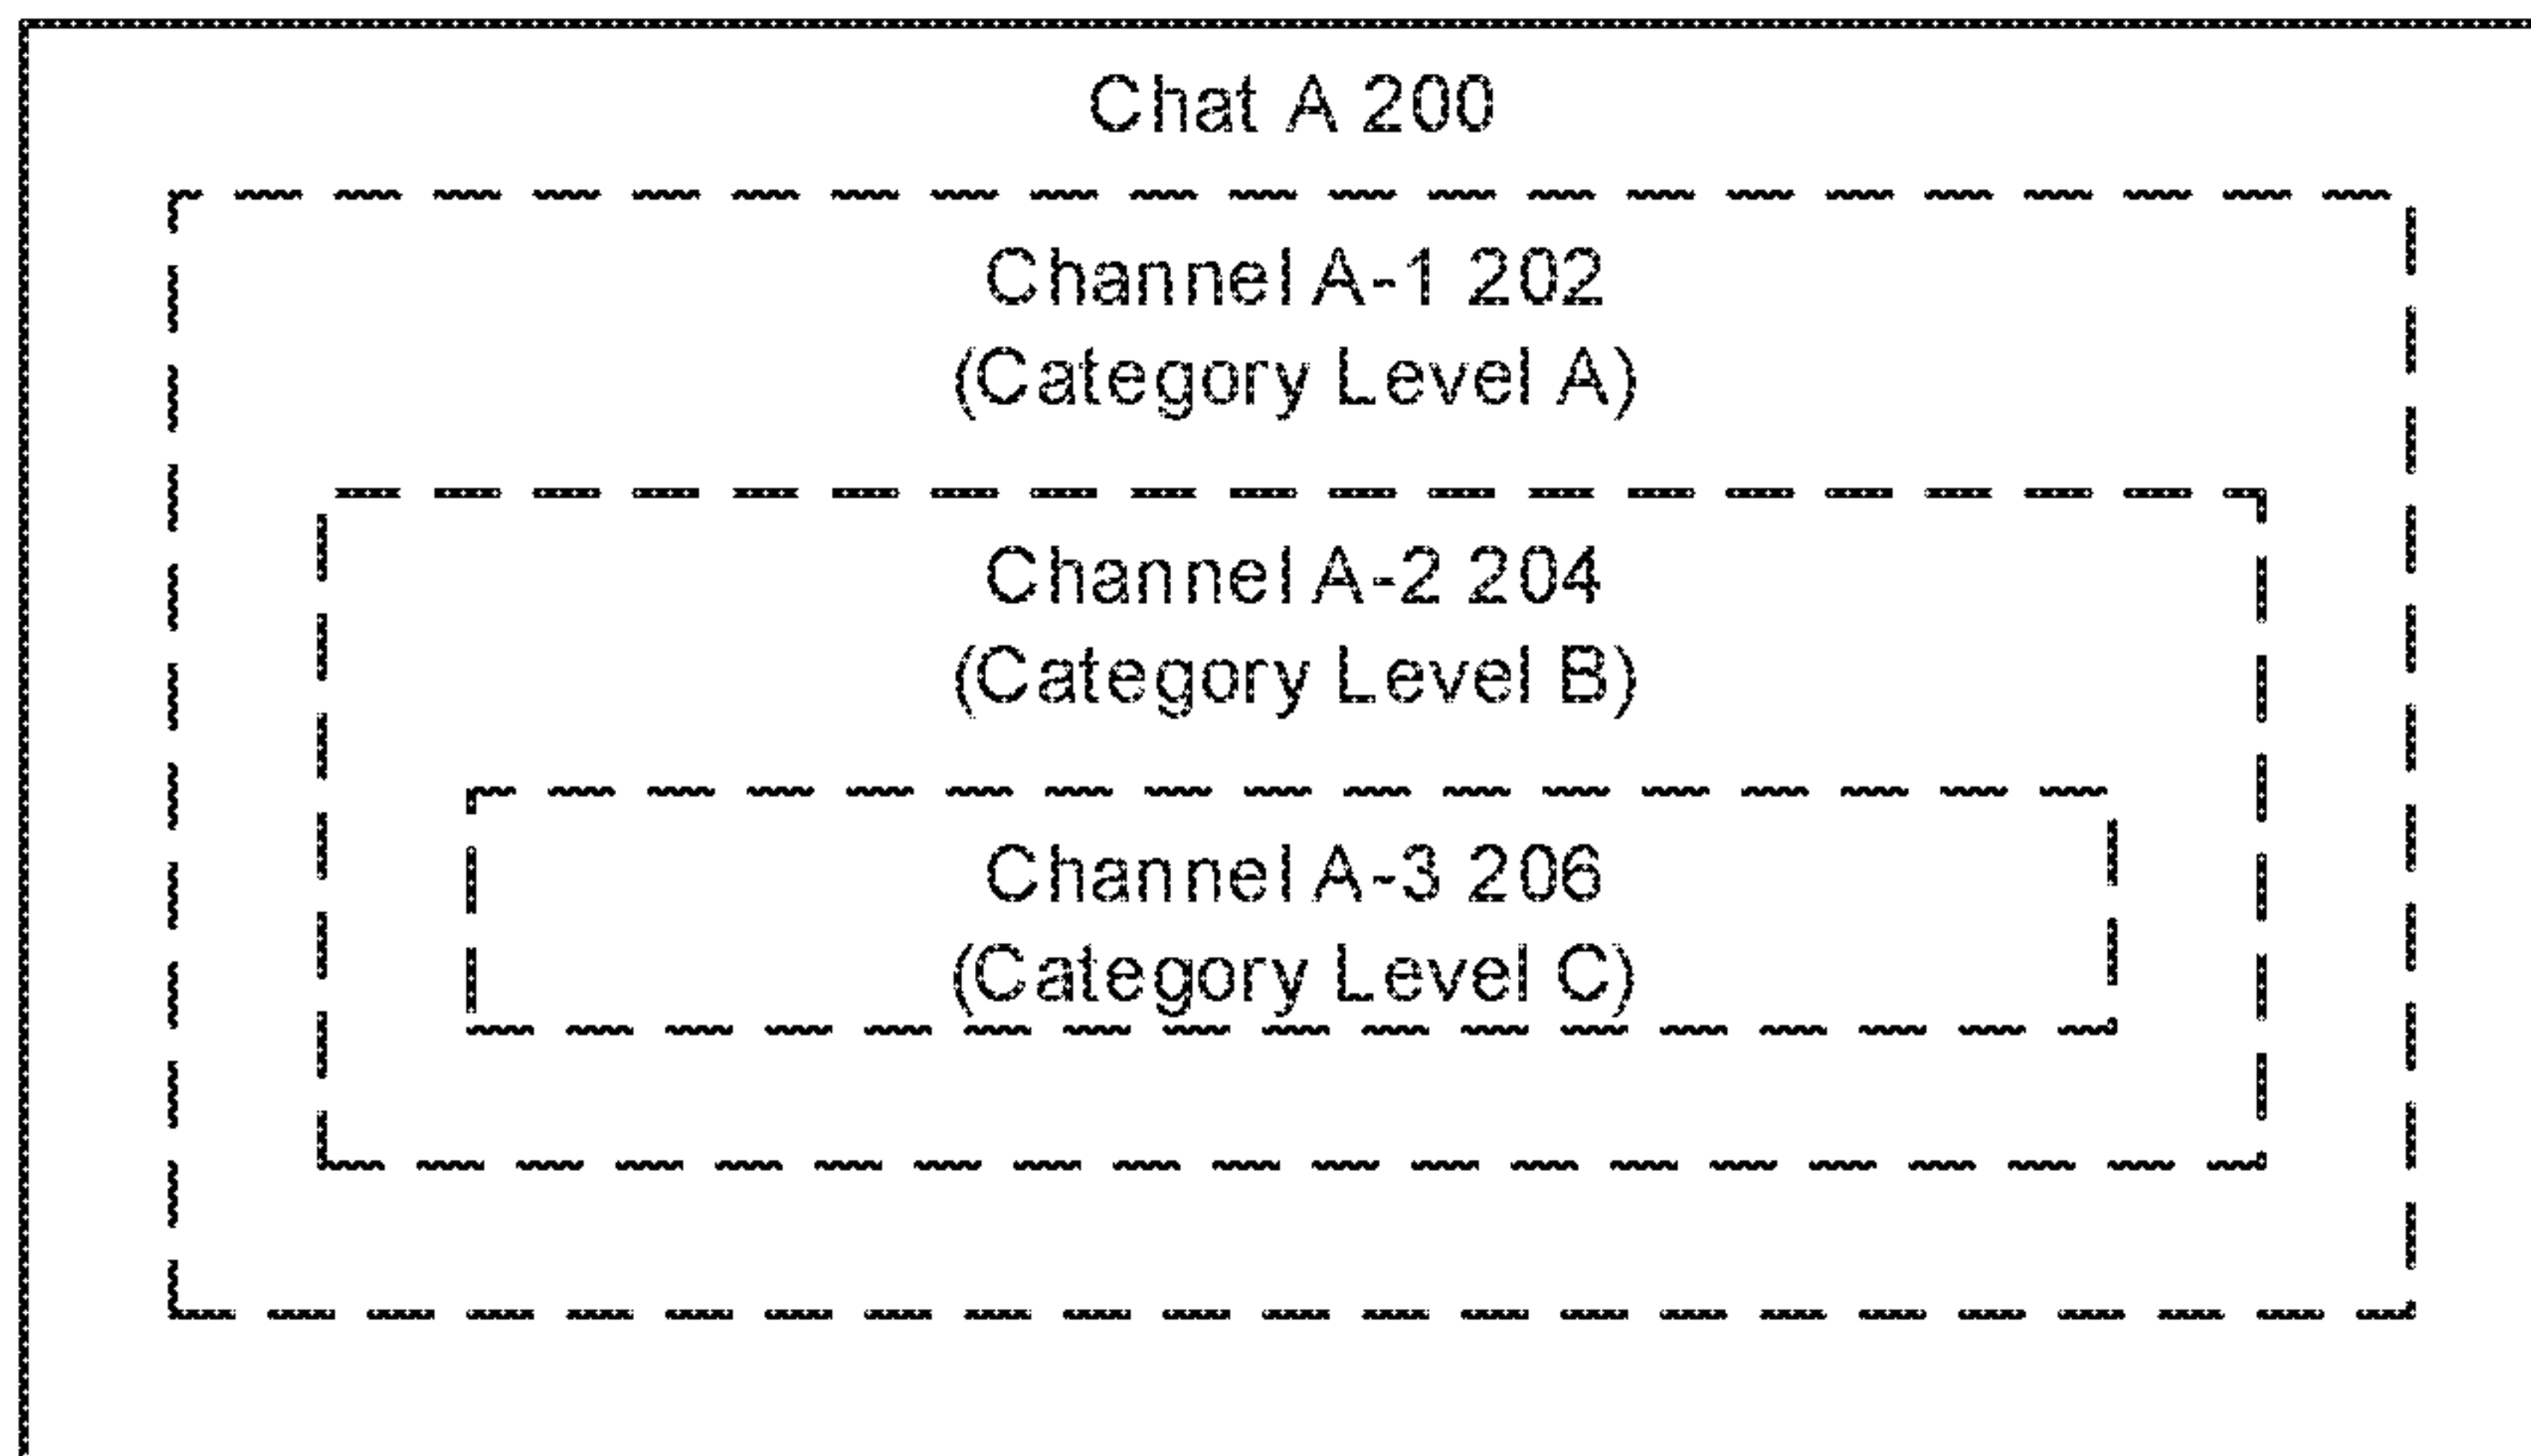 Chat A 200
Channel A-1 202
(Category Level A)
Channel A-2 204
(Category Level B)
Channel A-3 206
(Category Level C)